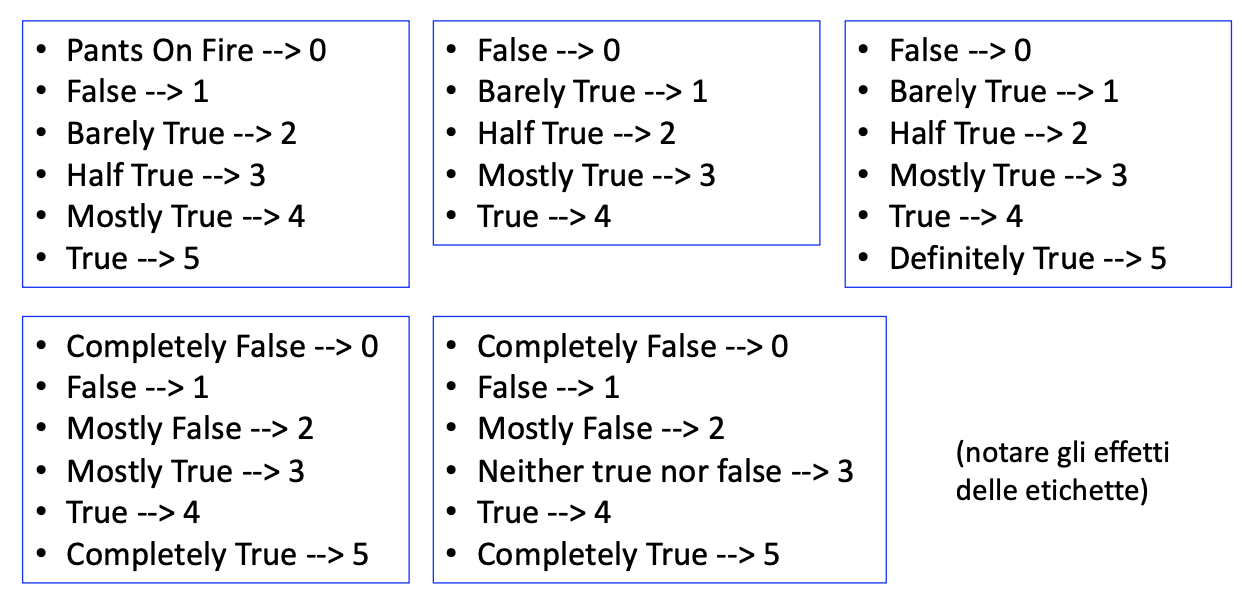 • Pants On Fire --> 0
• False --> 1
• Barely True --> 2
• Half True --> 3
• Mostly True --> 4
• True --> 5
• False --> 0
• Barely True --> 1
• Half True --> 2
• Mostly True --> 3
• True --> 4
• False --> 0
• Barely True --> 1
• Half True --> 2
• Mostly True --> 3
• True --> 4
• Definitely True --> 5
• Completely False --> 0
• False --> 1
• Mostly False --> 2
• Mostly True --> 3
• True --> 4
• Completely True --> 5
• Completely False --> 0
• False --> 1
• Mostly False --> 2
• Neither true nor false --> 3
• True --> 4
• Completely True --> 5
(notare gli effetti
delle etichette)